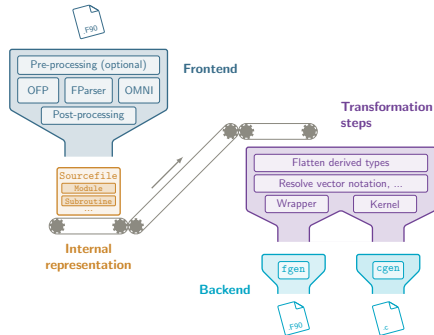 .F90
Pre-processing (optional)
Frontend
OFP
FParser
OMNI
Post-processing
Transformation
steps
Sourcefile
Module
Subroutine
...
Flatten derived types
Resolve vector notation, ...
Wrapper
Kernel
Internal
representation
fgen
cgen
Backend
.F90
.c